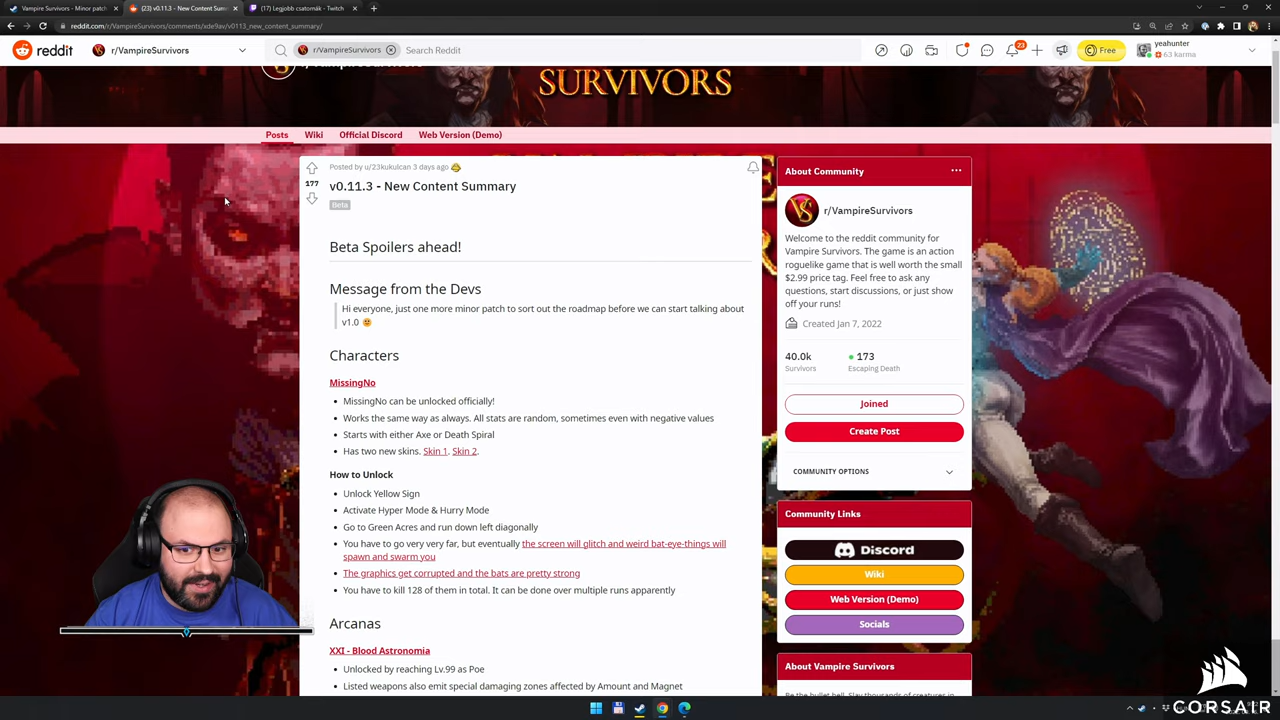 Vampire Survivors - Minor patch
(23) v0.11.3 - New Content Summ
(17) Legjobb csatornák - Twitch
reddit.com/r/VampireSurvivors/comments/xde9av/v0113_new_content_summary/
reddit
r/VampireSurvivors
r/VampireSurvivors
Search Reddit
23
Free
yeahunter
63 karma
SURVIVORS
Posts
Wiki
Official Discord
Web Version (Demo)
177
Posted by u/23kukulcan 3 days ago
v0.11.3 - New Content Summary
Beta
Beta Spoilers ahead!
Message from the Devs
Hi everyone, just one more minor patch to sort out the roadmap before we can start talking about
v1.0
Characters
MissingNo
• MissingNo can be unlocked officially!
• Works the same way as always. All stats are random, sometimes even with negative values
• Starts with either Axe or Death Spiral
• Has two new skins. Skin 1. Skin 2.
How to Unlock
• Unlock Yellow Sign
• Activate Hyper Mode & Hurry Mode
• Go to Green Acres and run down left diagonally
• You have to go very very far, but eventually the screen will glitch and weird bat-eye-things will
spawn and swarm you
• The graphics get corrupted and the bats are pretty strong
• You have to kill 128 of them in total. It can be done over multiple runs apparently
Arcanas
XXI - Blood Astronomia
• Unlocked by reaching Lv.99 as Poe
• Listed weapons also emit special damaging zones affected by Amount and Magnet
About Community
r/VampireSurvivors
Welcome to the reddit community for
Vampire Survivors. The game is an action
roguelike game that is well worth the small
$2.99 price tag. Feel free to ask any
questions, start discussions, or just show
off your runs!
Created Jan 7, 2022
40.0k
173
Survivors
Escaping Death
Joined
Create Post
COMMUNITY OPTIONS
Community Links
Discord
Wiki
Web Version (Demo)
Socials
About Vampire Survivors
Be the bullet hell. Slay thousands of creatures in
CORSAIR